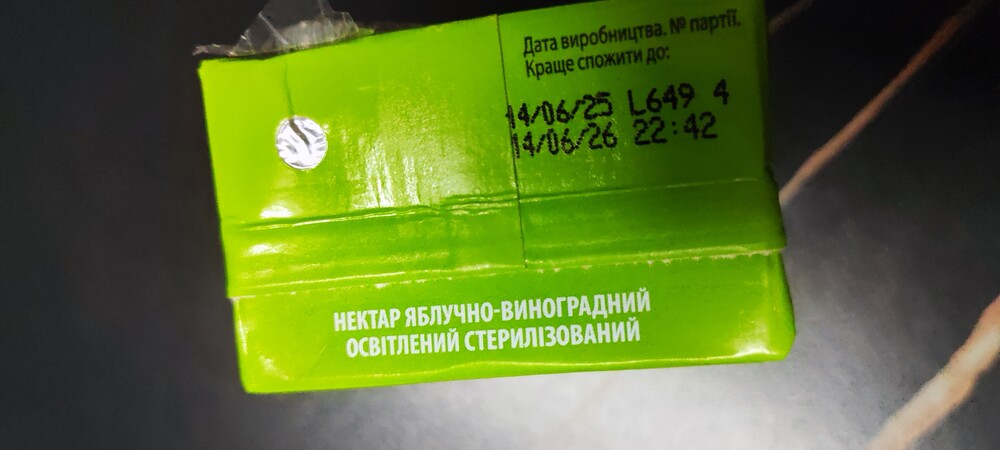 Дата виробництва. № партії.
Краще спожити до:
14/06/25 L649 4
14/06/26 22:42
НЕКТАР ЯБЛУЧНО-ВИНОГРАДНИЙ
ОСВІТЛЕНИЙ СТЕРИЛІЗОВАНИЙ